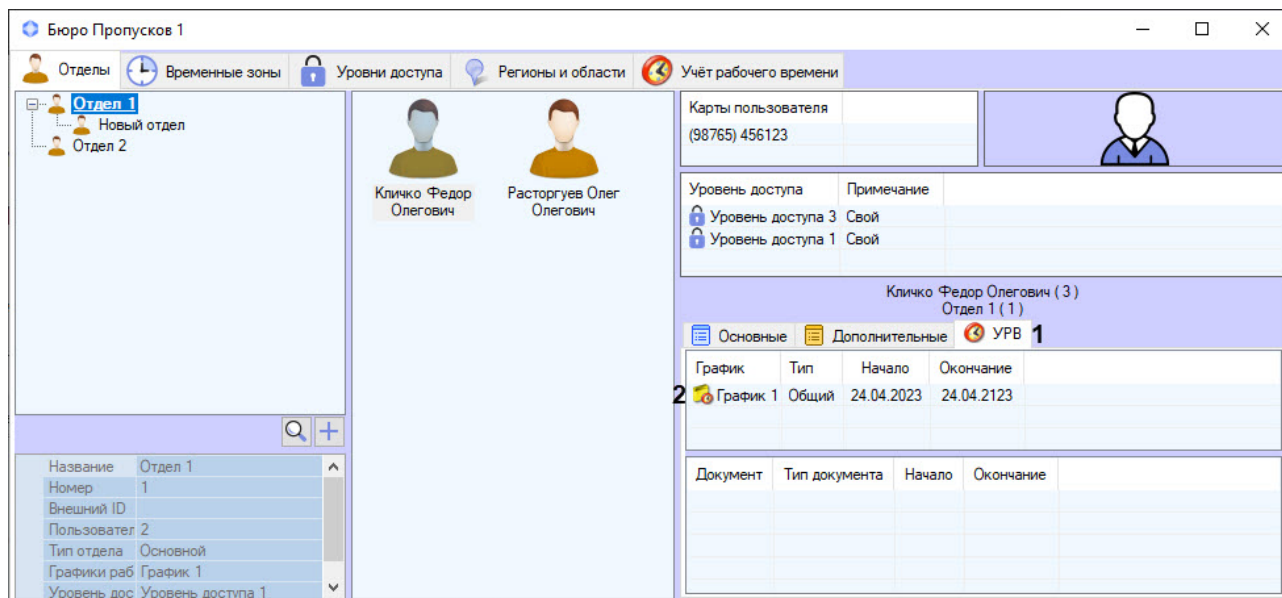 Бюро Пропусков 1
Отделы Временные зоны Уровни доступа Регионы и области Учёт рабочего времени
Отдел 1
Новый отдел
Отдел 2
Кличко Федор
Олегович
Расторгуев Олег
Олегович
Карты пользователя
(98765) 456123
Уровень доступа Примечание
Уровень доступа 3 Свой
Уровень доступа 1 Свой
Кличко Федор Олегович ( 3 )
Отдел 1 ( 1 )
Основные Дополнительные УРВ 1
График Тип Начало Окончание
2 График 1 Общий 24.04.2023 24.04.2123
Документ Тип документа Начало Окончание
Название Отдел 1
Номер 1
Внешний ID
Пользовател 2
Тип отдела Основной
Графики раб График 1
Уровень дос Уровень доступа 1